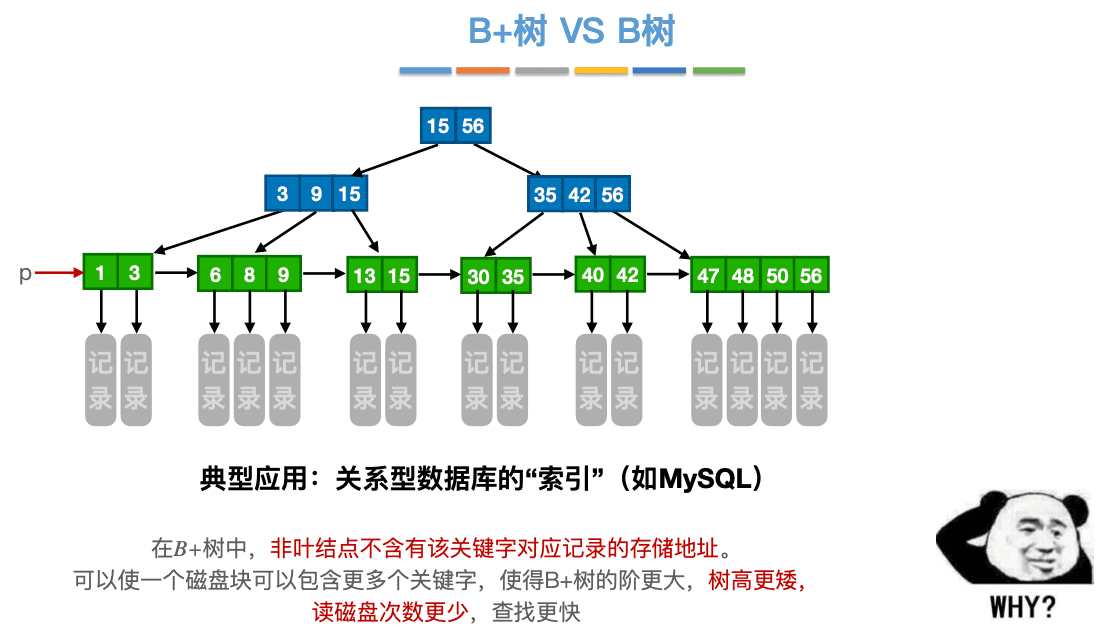 B+树 VS B树
15 56
3 9 15 35 42 56
p 1 3 6 8 9 13 15 30 35 40 42 47 48 50 56
记录 记录 记录 记录 记录 记录 记录 记录 记录 记录 记录 记录 记录 记录 记录
典型应用：关系型数据库的“索引”（如MySQL）
在B+树中，非叶结点不含有该关键字对应记录的存储地址。
可以使一个磁盘块可以包含更多个关键字，使得B+树的阶更大，树高更矮，
读磁盘次数更少，查找更快
WHY?